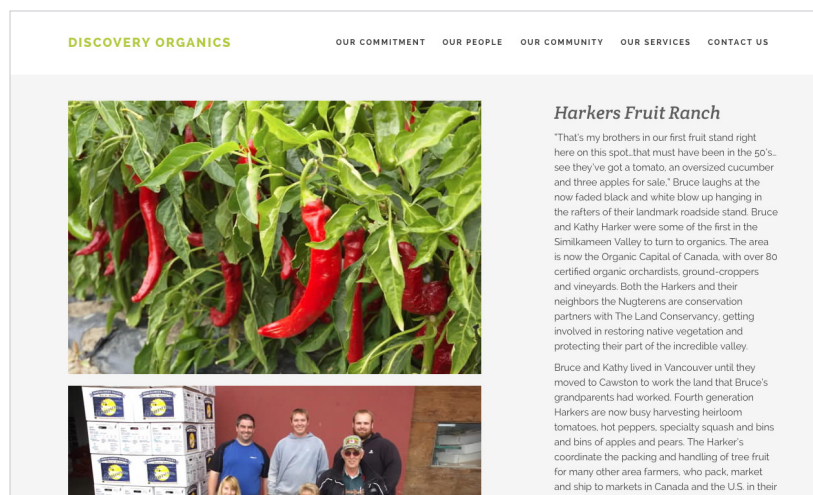 DISCOVERY ORGANICS
OUR COMMITMENT OUR PEOPLE OUR COMMUNITY OUR SERVICES CONTACT US
Harkers Fruit Ranch
"That's my brothers in our first fruit stand right
here on this spot…that must have been in the 50's…
see they've got a tomato, an oversized cucumber
and three apples for sale." Bruce laughs at the
now faded black and white blow up hanging in
the rafters of their landmark roadside stand. Bruce
and Kathy Harker were some of the first in the
Similkameen Valley to turn to organics. The area
is now the Organic Capital of Canada, with over 80
certified organic orchardists, ground-croppers
and vineyards. Both the Harkers and their
neighbors the Nugterens are conservation
partners with The Land Conservancy, getting
involved in restoring native vegetation and
protecting their part of the incredible valley.
Bruce and Kathy lived in Vancouver until they
moved to Cawston to work the land that Bruce's
grandparents had worked. Fourth generation
Harkers are now busy harvesting heirloom
tomatoes, hot peppers, specialty squash and bins
and bins of apples and pears. The Harker's
coordinate the packing and handling of tree fruit
for many other area farmers, who pack, market
and ship to markets in Canada and the U.S. in their